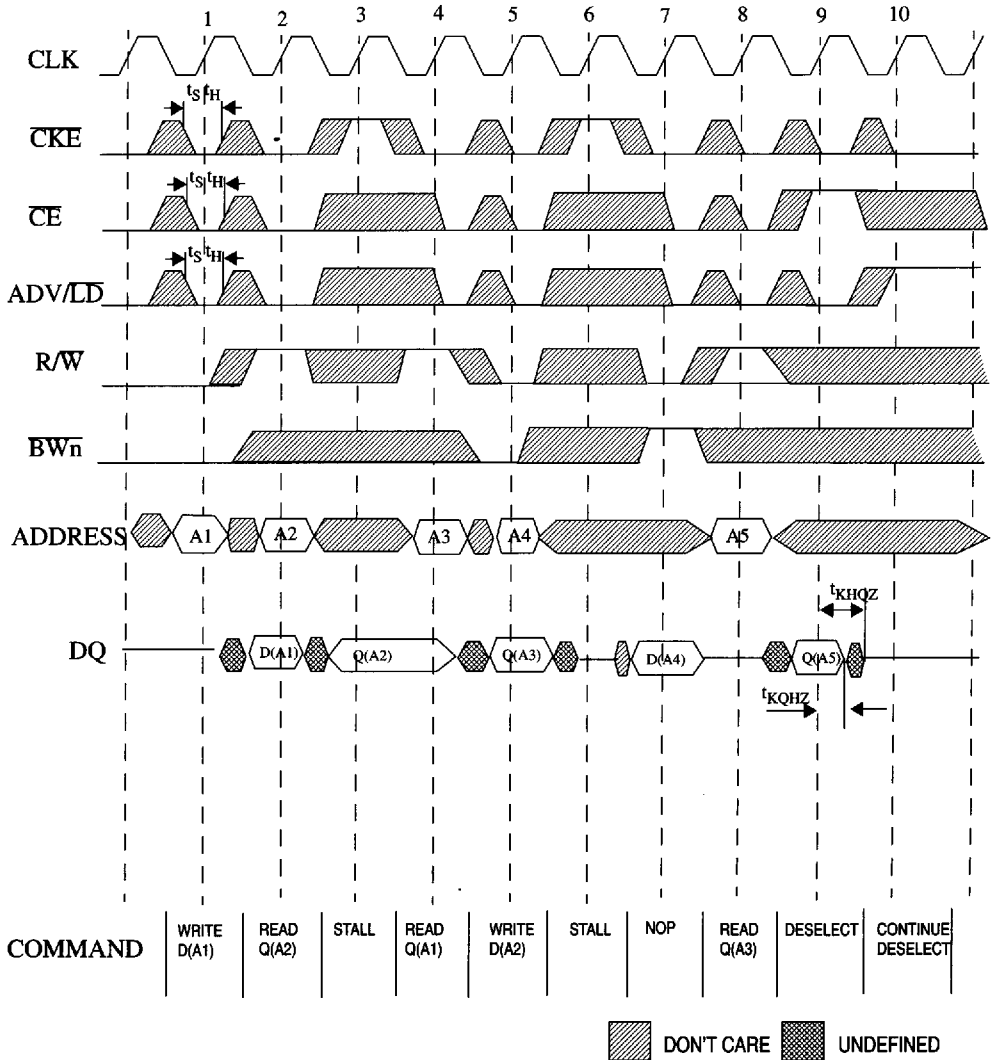 1 2 3 4 5 6 7 8 9 10
CLK
tS tH
CKE
tS tH
CE
tS tH
ADV/LD
R/W
BWn
ADDRESS A1 A2 A3 A4 A5
tKHQZ
DQ D(A1) Q(A2) Q(A3) D(A4) Q(A5)
tKQHZ
COMMAND
WRITE D(A1)
READ Q(A2)
STALL
READ Q(A1)
WRITE D(A2)
STALL
NOP
READ Q(A3)
DESELECT
CONTINUE DESELECT
DON'T CARE UNDEFINED